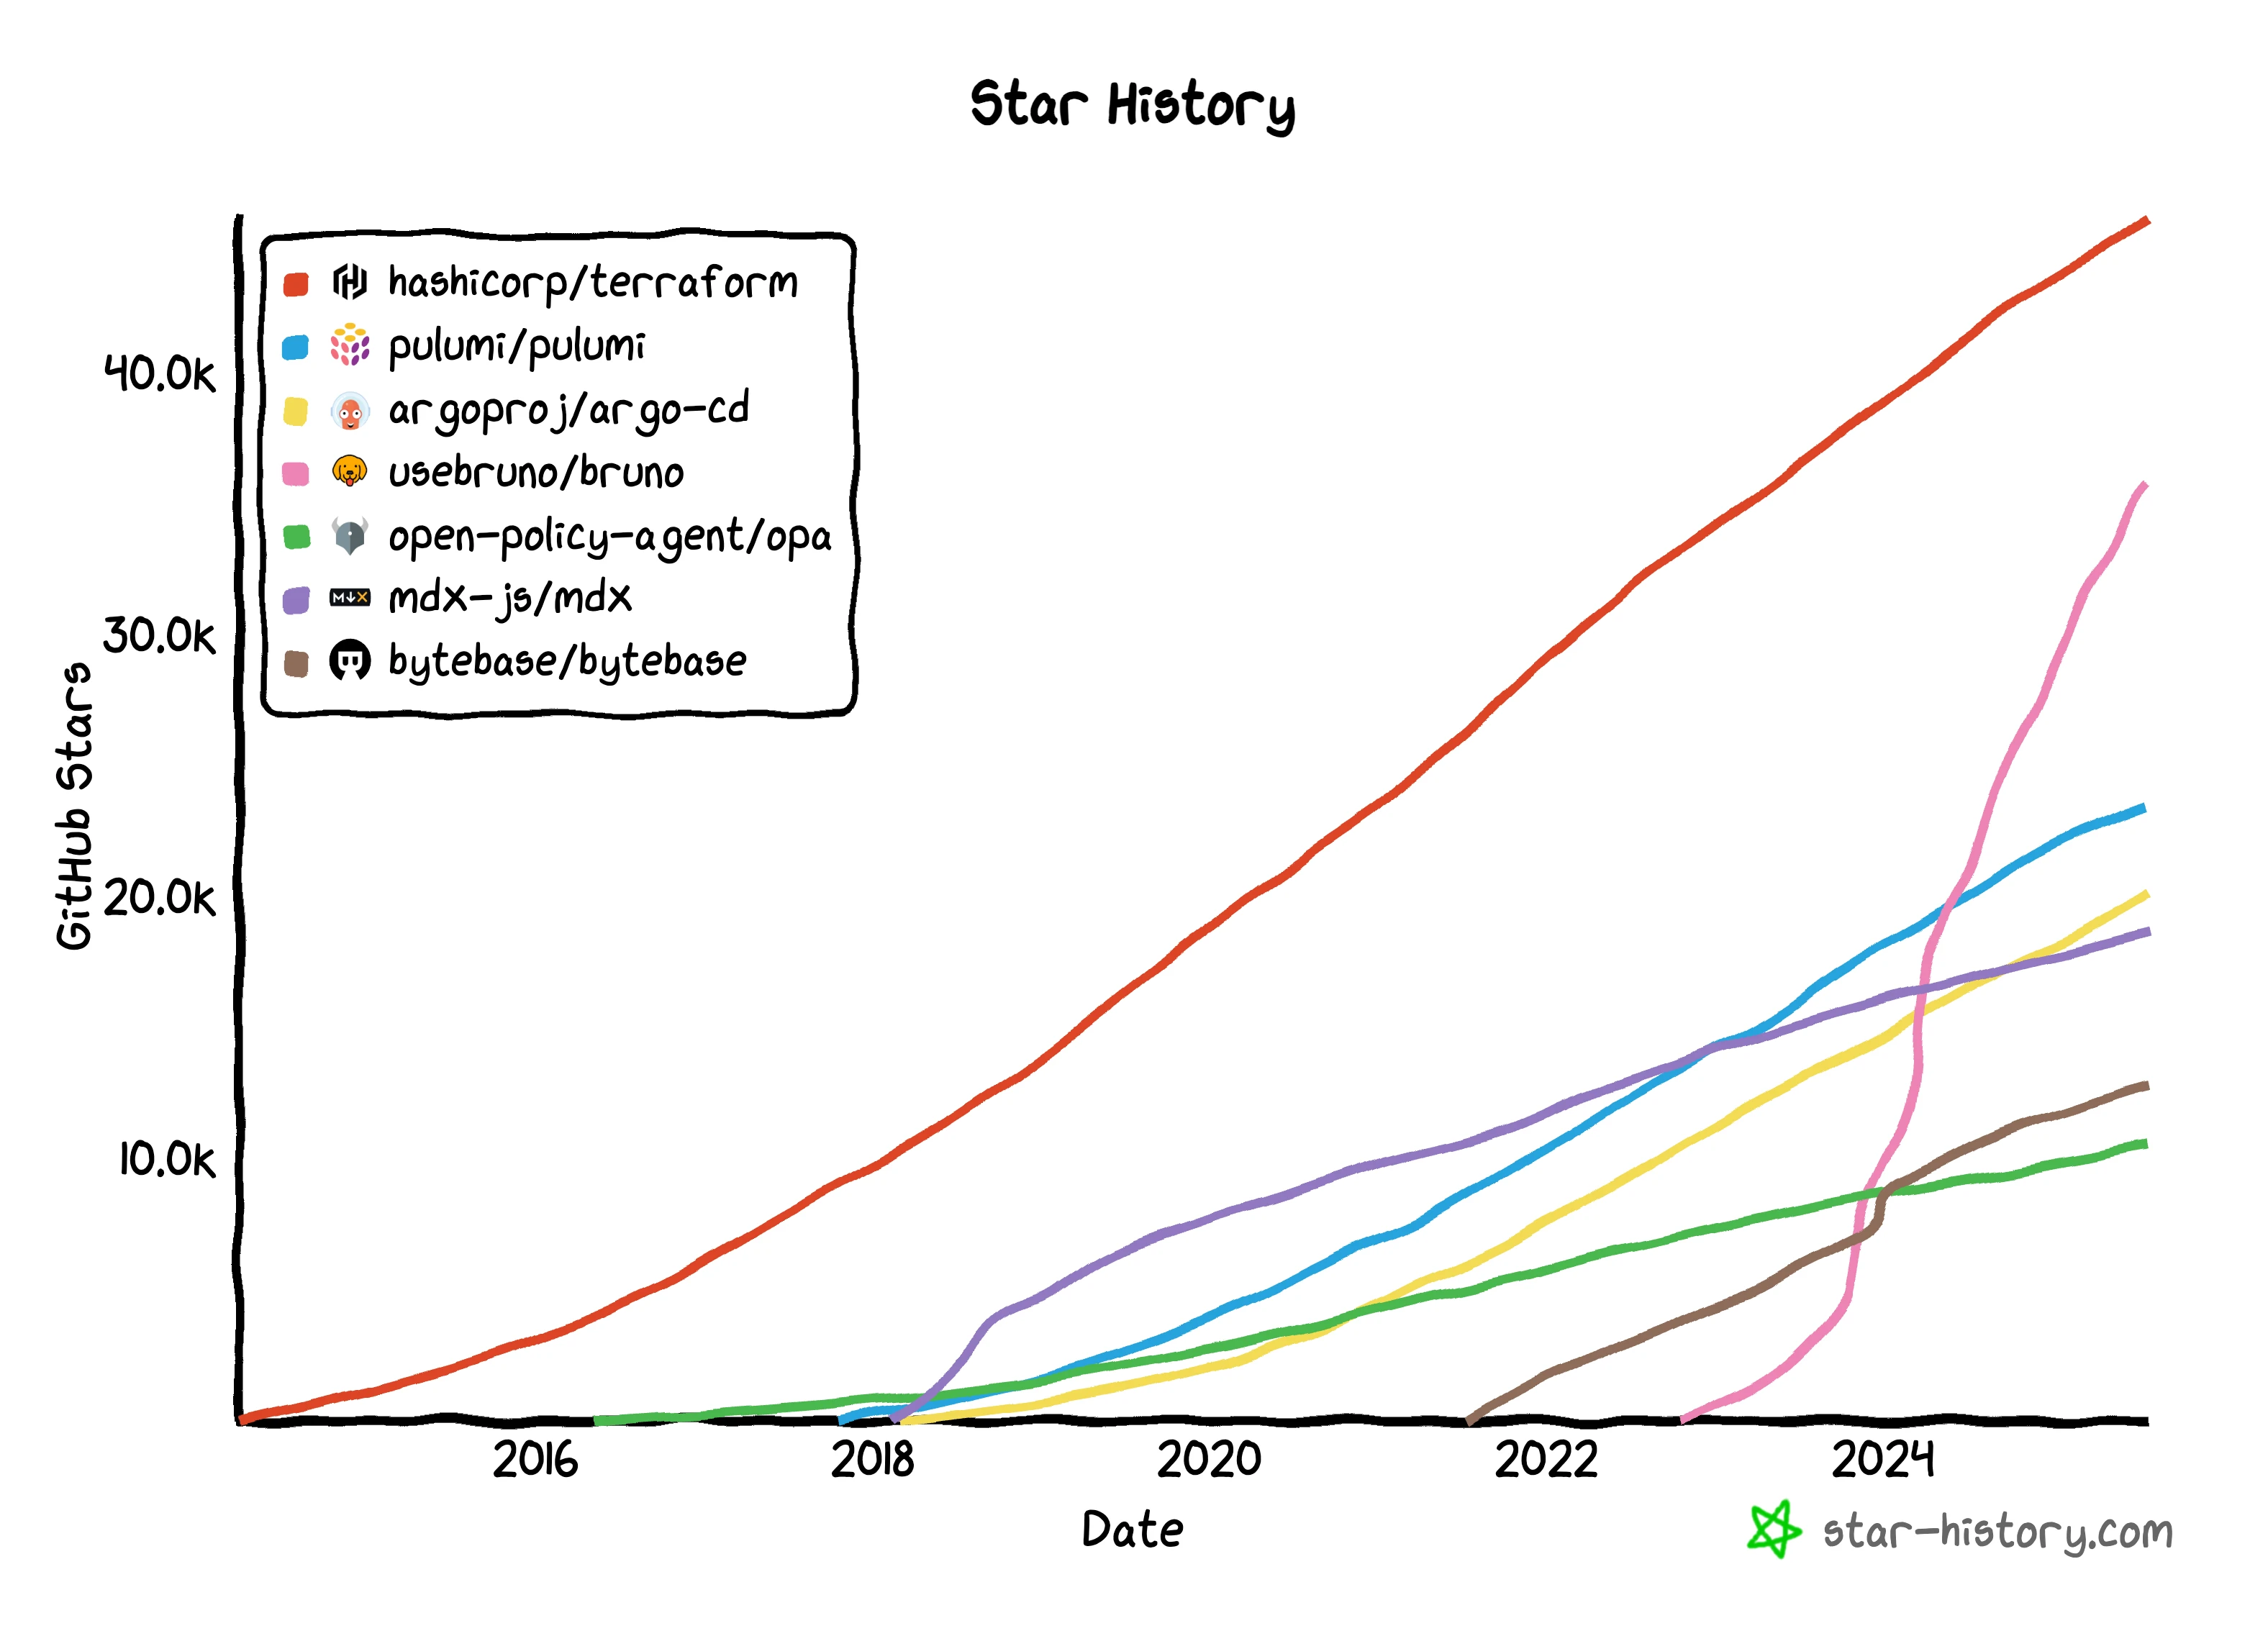 Star History
hashicorp/terraform
pulumi/pulumi
argoproj/argo-cd
usebruno/bruno
open-policy-agent/opa
M↓X mdx-js/mdx
bytebase/bytebase
40.0k
30.0k
20.0k
10.0k
GitHub Stars
2016 2018 2020 2022 2024
Date
star-history.com